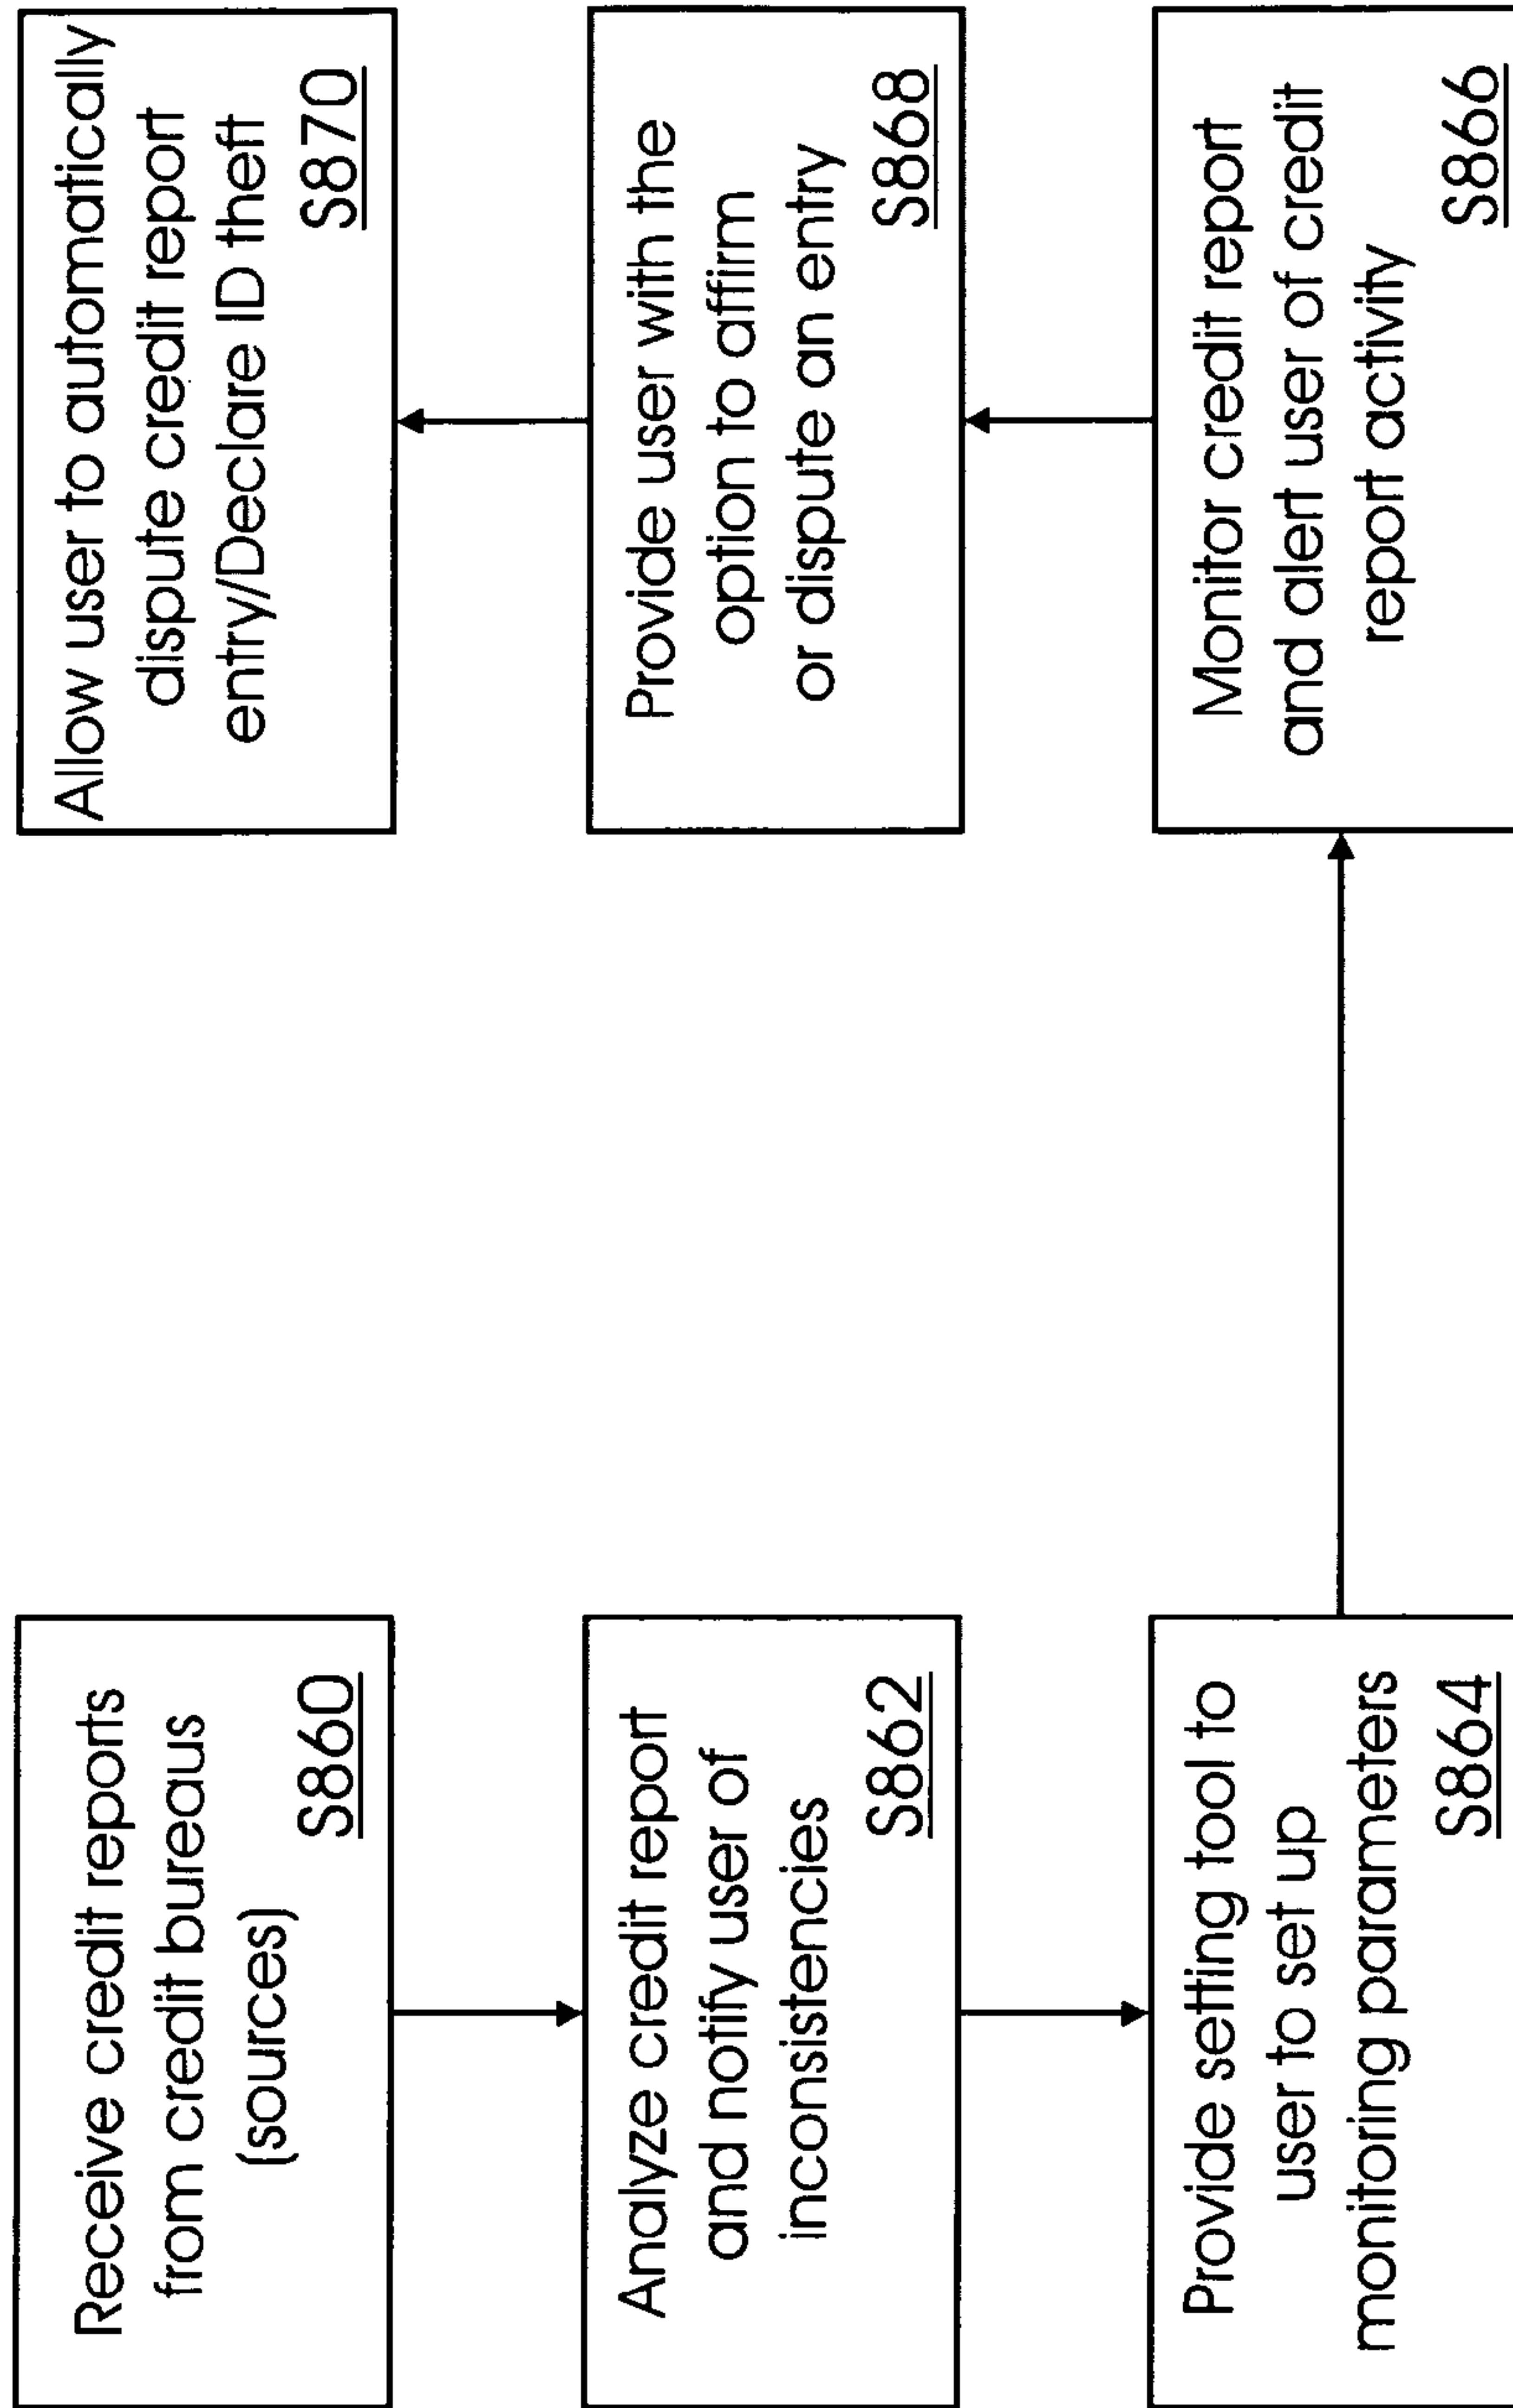 Receive credit reports
from credit bureaus
(sources)
S860
Analyze credit report
and notify user of
inconsistencies
S862
Provide setting tool to
user to set up
monitoring parameters
S864
Monitor credit report
and alert user of credit
report activity
S866
Provide user with the
option to affirm
or dispute an entry
S868
Allow user to automatically
dispute credit report
entry/Declare ID theft
S870